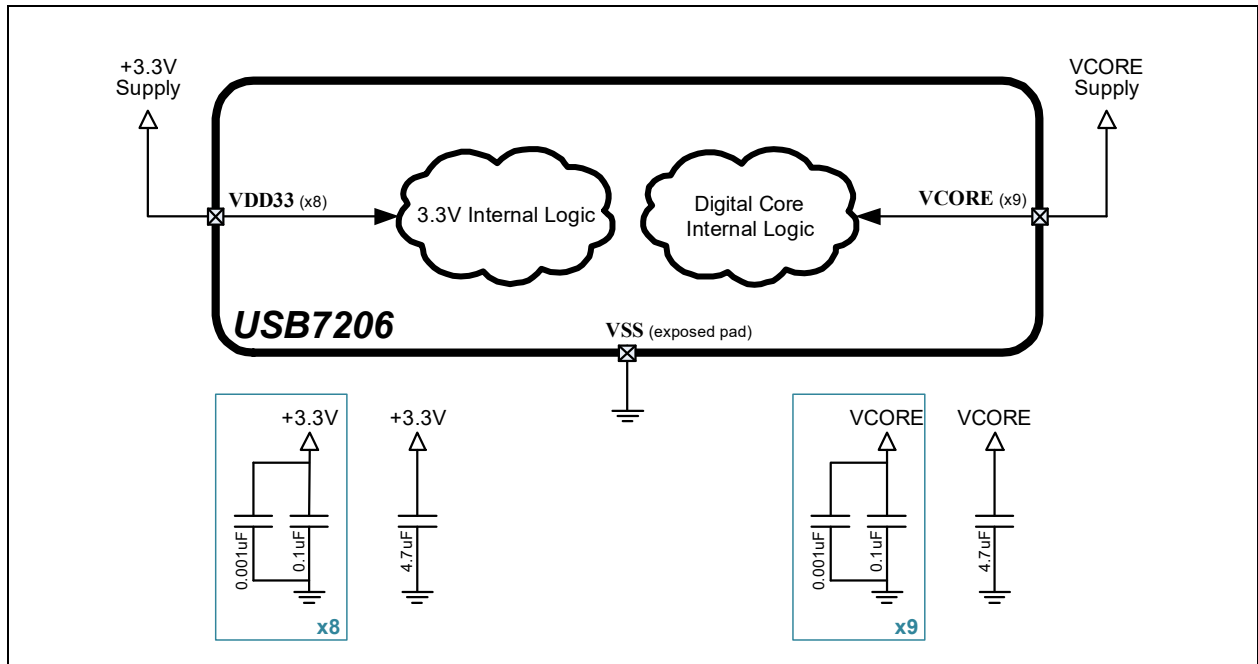 +3.3V
Supply
VCORE
Supply
VDD33 (x8)
3.3V Internal Logic
Digital Core
Internal Logic
VCORE (x9)
USB7206
VSS (exposed pad)
+3.3V
0.001uF
0.1uF
x8
+3.3V
4.7uF
VCORE
0.001uF
0.1uF
x9
VCORE
4.7uF